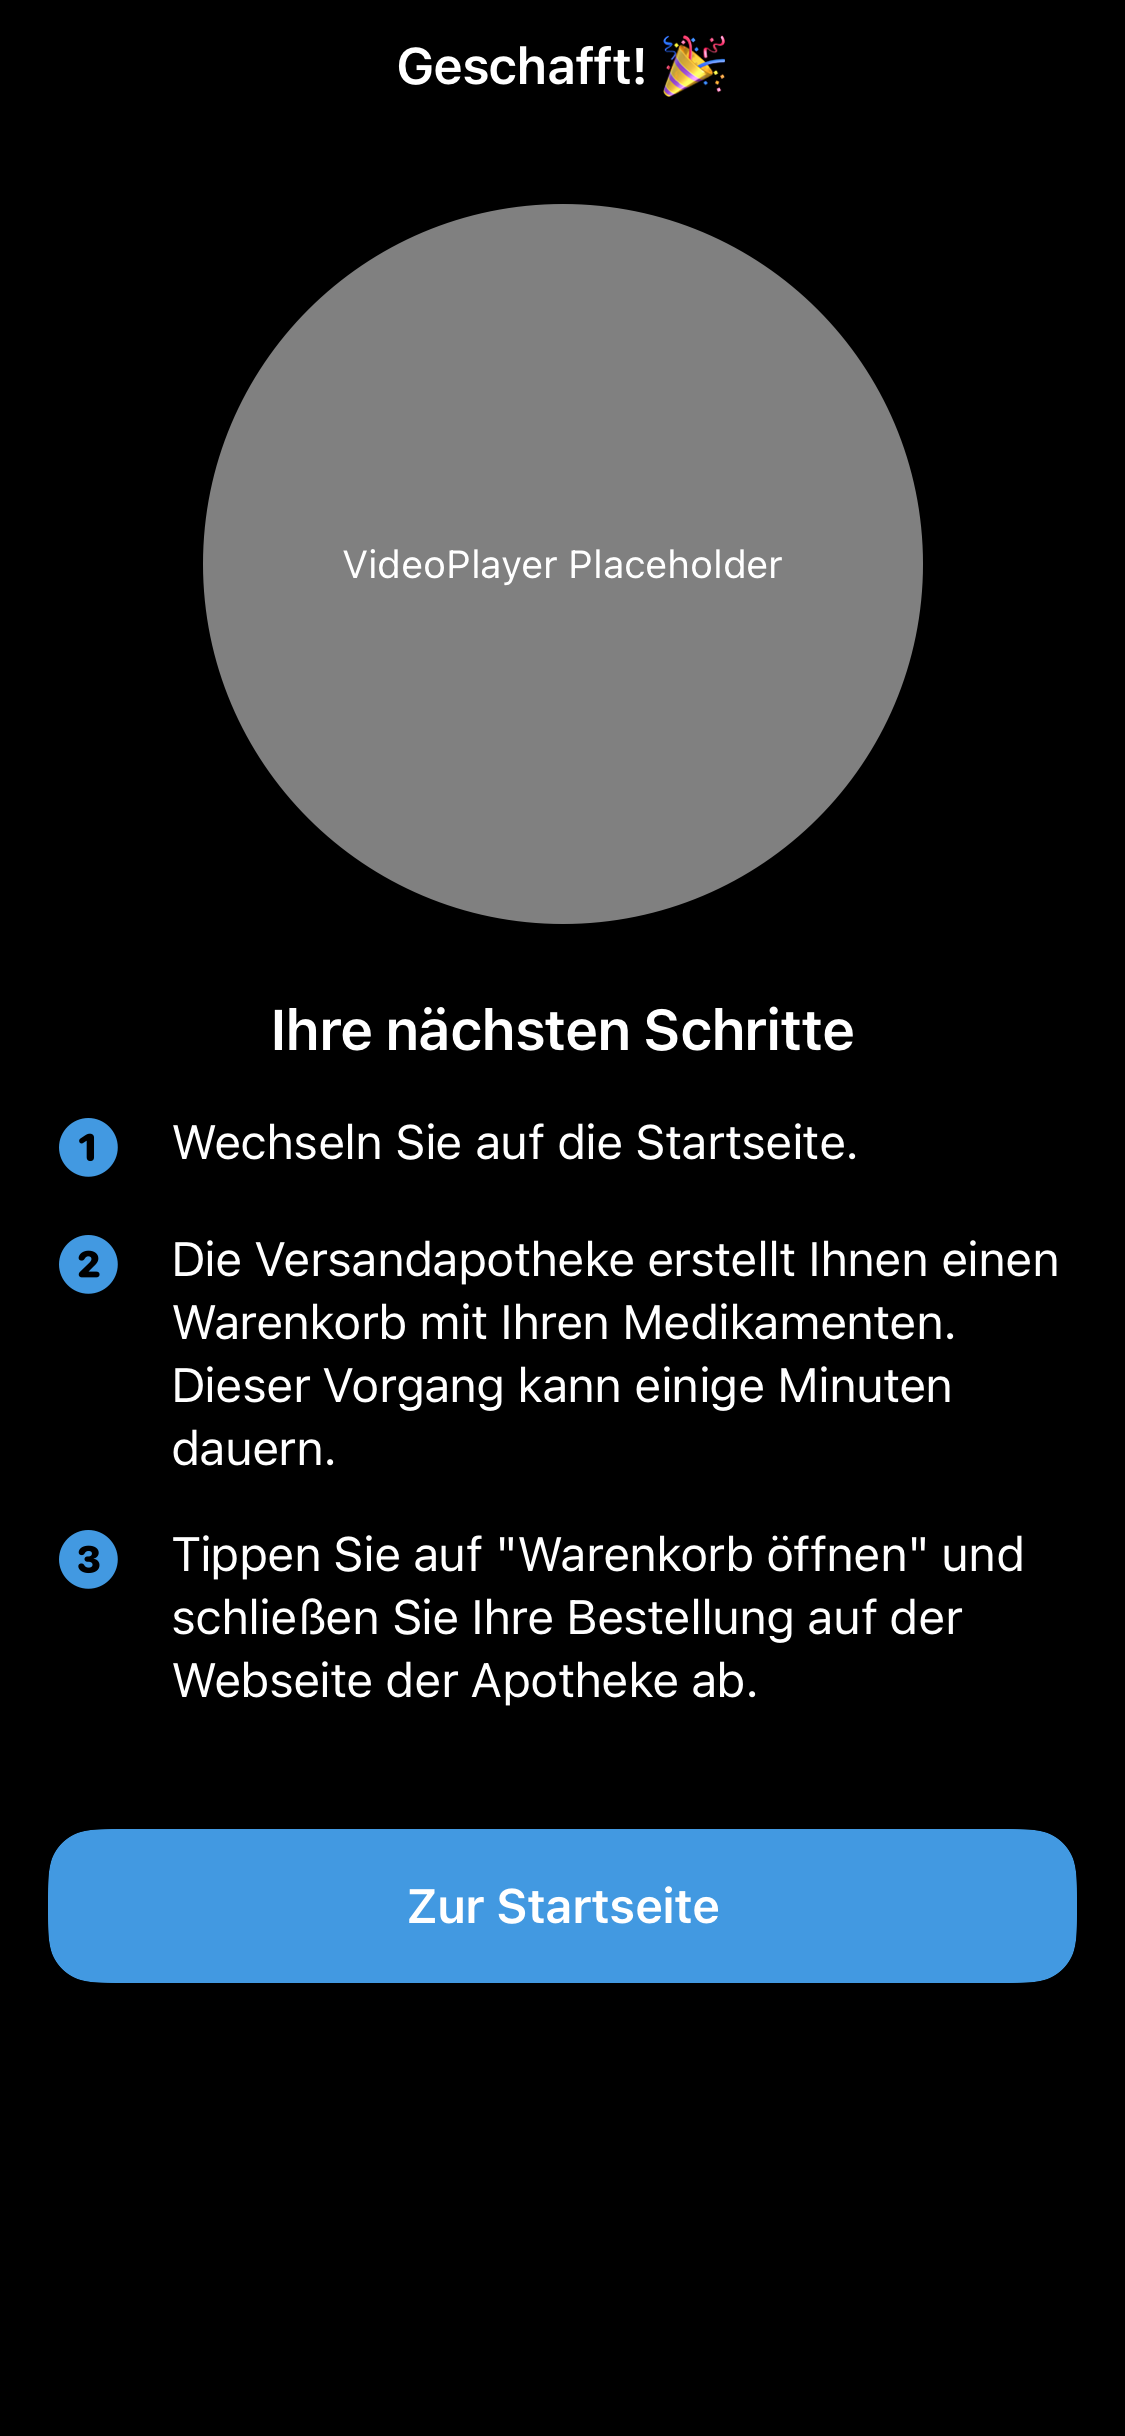 Geschafft! 🎉
VideoPlayer Placeholder
Ihre nächsten Schritte
1 Wechseln Sie auf die Startseite.
2 Die Versandapotheke erstellt Ihnen einen
Warenkorb mit Ihren Medikamenten.
Dieser Vorgang kann einige Minuten
dauern.
3 Tippen Sie auf "Warenkorb öffnen" und
schließen Sie Ihre Bestellung auf der
Webseite der Apotheke ab.
Zur Startseite